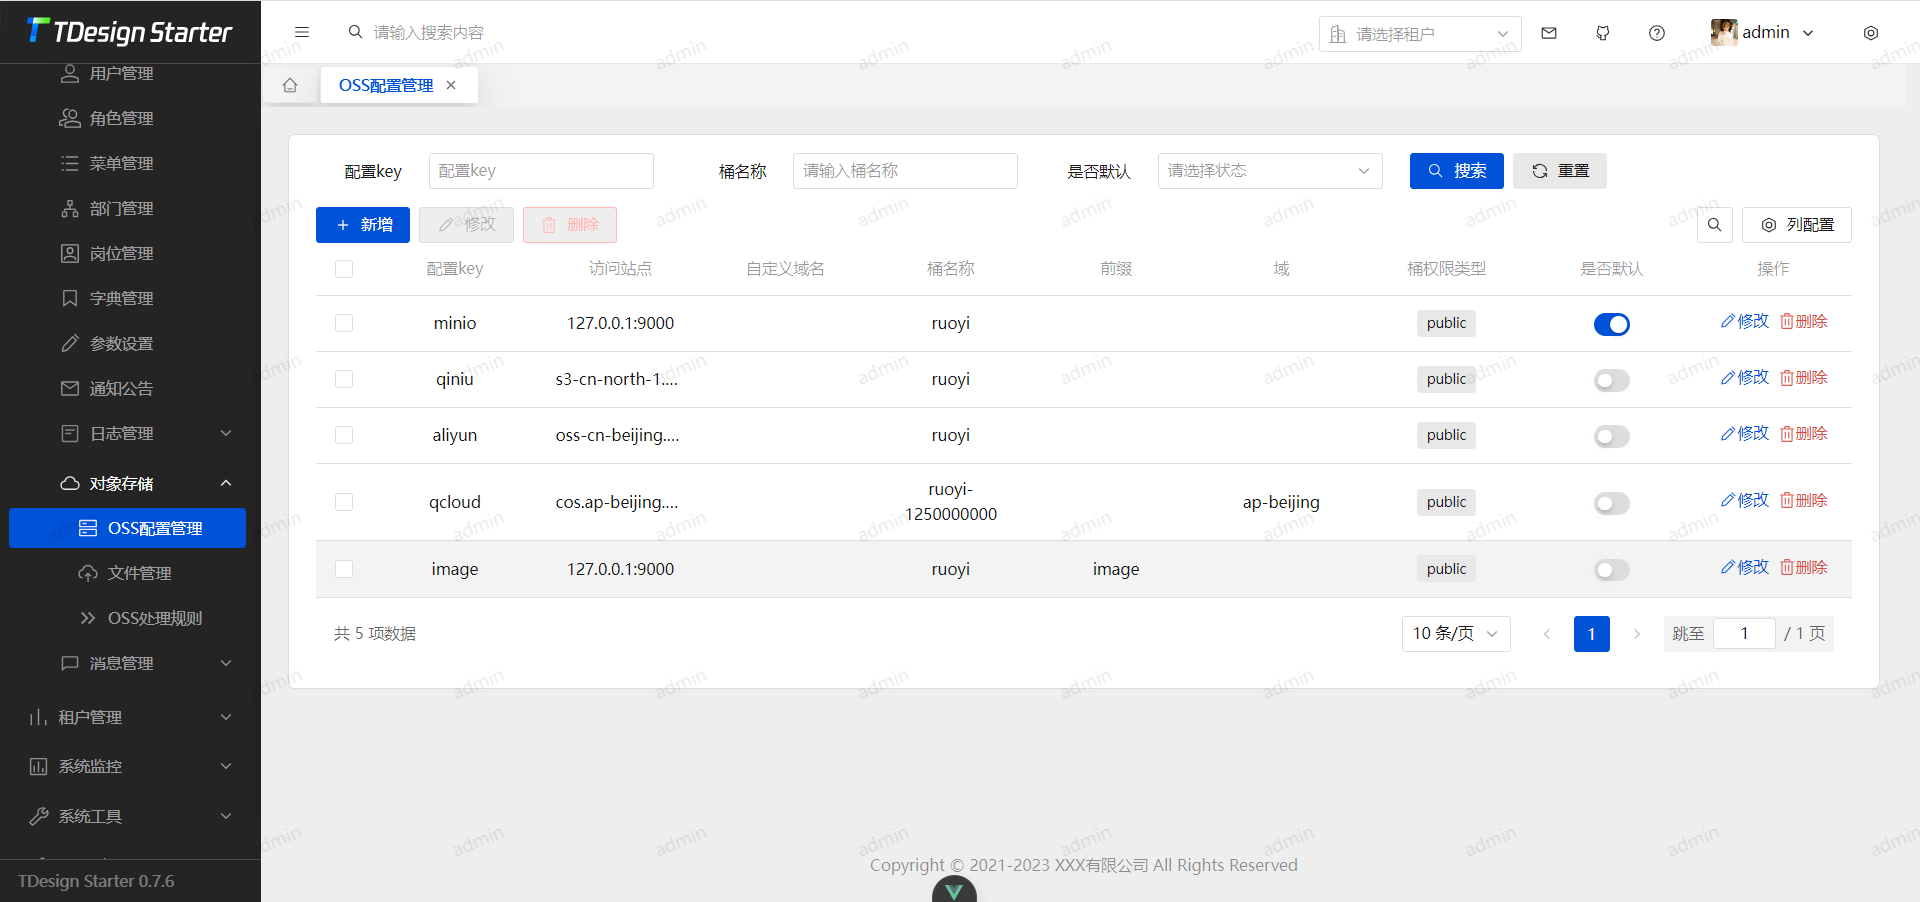 TDesign Starter
请输入搜索内容
请选择租户
admin
用户管理
角色管理
菜单管理
部门管理
岗位管理
字典管理
参数设置
通知公告
日志管理
对象存储
OSS配置管理
文件管理
OSS处理规则
消息管理
租户管理
系统监控
系统工具
TDesign Starter 0.7.6
OSS配置管理
配置key 配置key 桶名称 请输入桶名称 是否默认 请选择状态 搜索 重置
新增 修改 删除 列配置
配置key 访问站点 自定义域名 桶名称 前缀 域 桶权限类型 是否默认 操作
minio 127.0.0.1:9000 ruoyi public 修改 删除
qiniu s3-cn-north-1.... ruoyi public 修改 删除
aliyun oss-cn-beijing.... ruoyi public 修改 删除
qcloud cos.ap-beijing.... ruoyi-1250000000 ap-beijing public 修改 删除
image 127.0.0.1:9000 ruoyi image public 修改 删除
共 5 项数据 10 条/页 1 跳至 1 / 1 页
Copyright © 2021-2023 XXX有限公司 All Rights Reserved